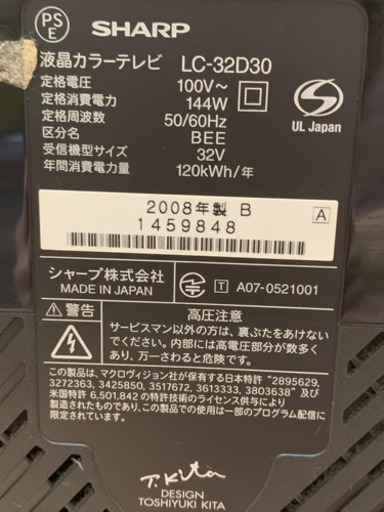 PS
E
SHARP
液晶カラーテレビ LC-32D30
定格電圧 100V～
定格消費電力 144W
定格周波数 50/60Hz
区分名 BEE
受信機型サイズ 32V
年間消費電力量 120kWh/年
S
UL Japan
2008年製 B
A
1459848
シャープ株式会社
MADE IN JAPAN
T A07-0521001
⚠警告 高圧注意
サービスマン以外の方は、裏ぶたをあけない
でください。内部には高電圧部分が数多く
あり、万一さわると危険です。
この製品は、マクロヴィジョン社が保有する日本特許 "2895629,
3272363, 3425850, 3517672, 3613333, 3803638" 及び
米国特許 6,501,842 の特許技術のライセンス供与により
製造されました。この製品での使用は一部のプログラム配信に
限定されます。
T. Kita
DESIGN
TOSHIYUKI KITA